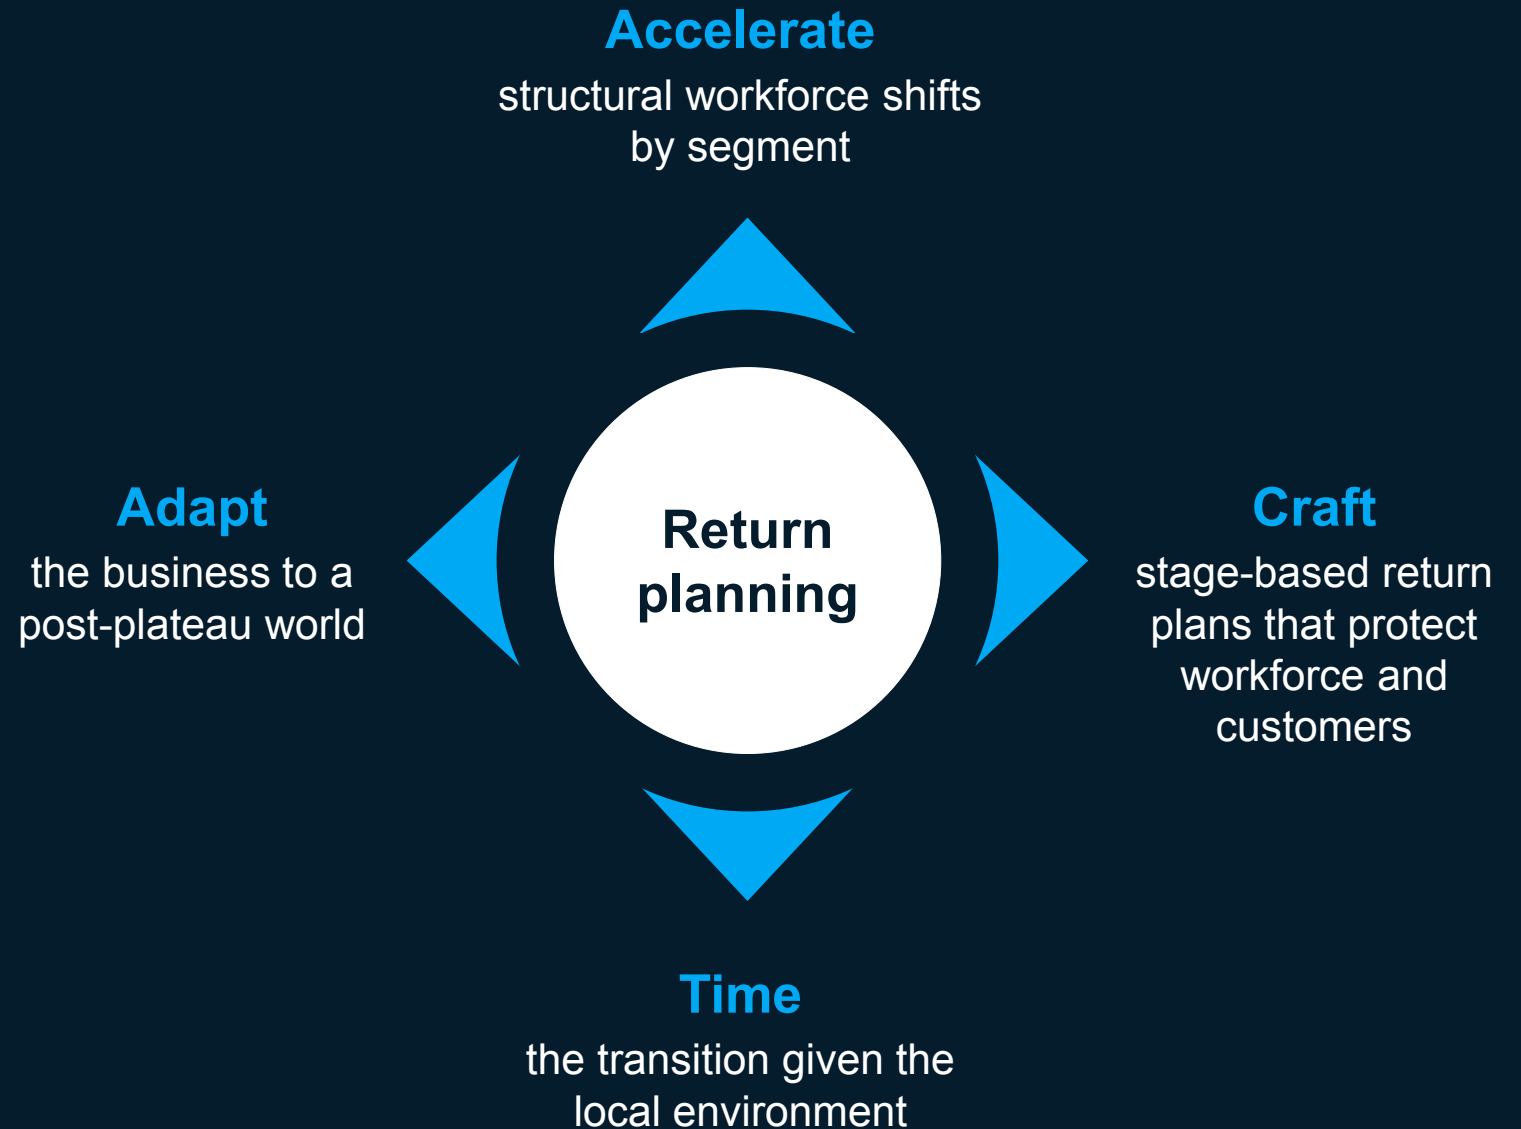 Accelerate
structural workforce shifts
by segment
Adapt
the business to a
post-plateau world
Return
planning
Craft
stage-based return
plans that protect
workforce and
customers
Time
the transition given the
local environment